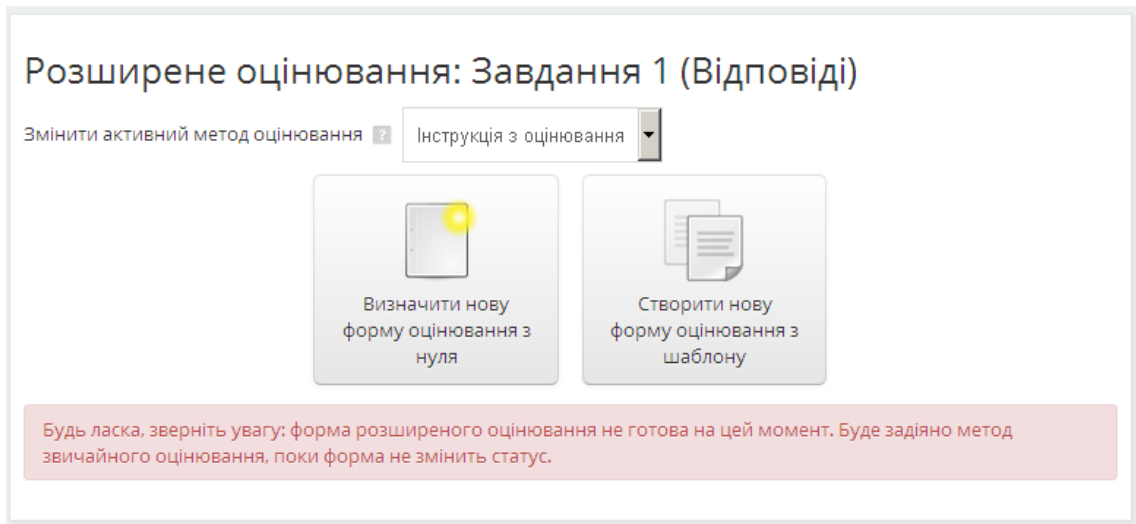 Розширене оцінювання: Завдання 1 (Відповіді)
Змінити активний метод оцінювання ? Інструкція з оцінювання
Визначити нову
форму оцінювання з
нуля
Створити нову
форму оцінювання з
шаблону
Будь ласка, зверніть увагу: форма розширеного оцінювання не готова на цей момент. Буде задіяно метод
звичайного оцінювання, поки форма не змінить статус.